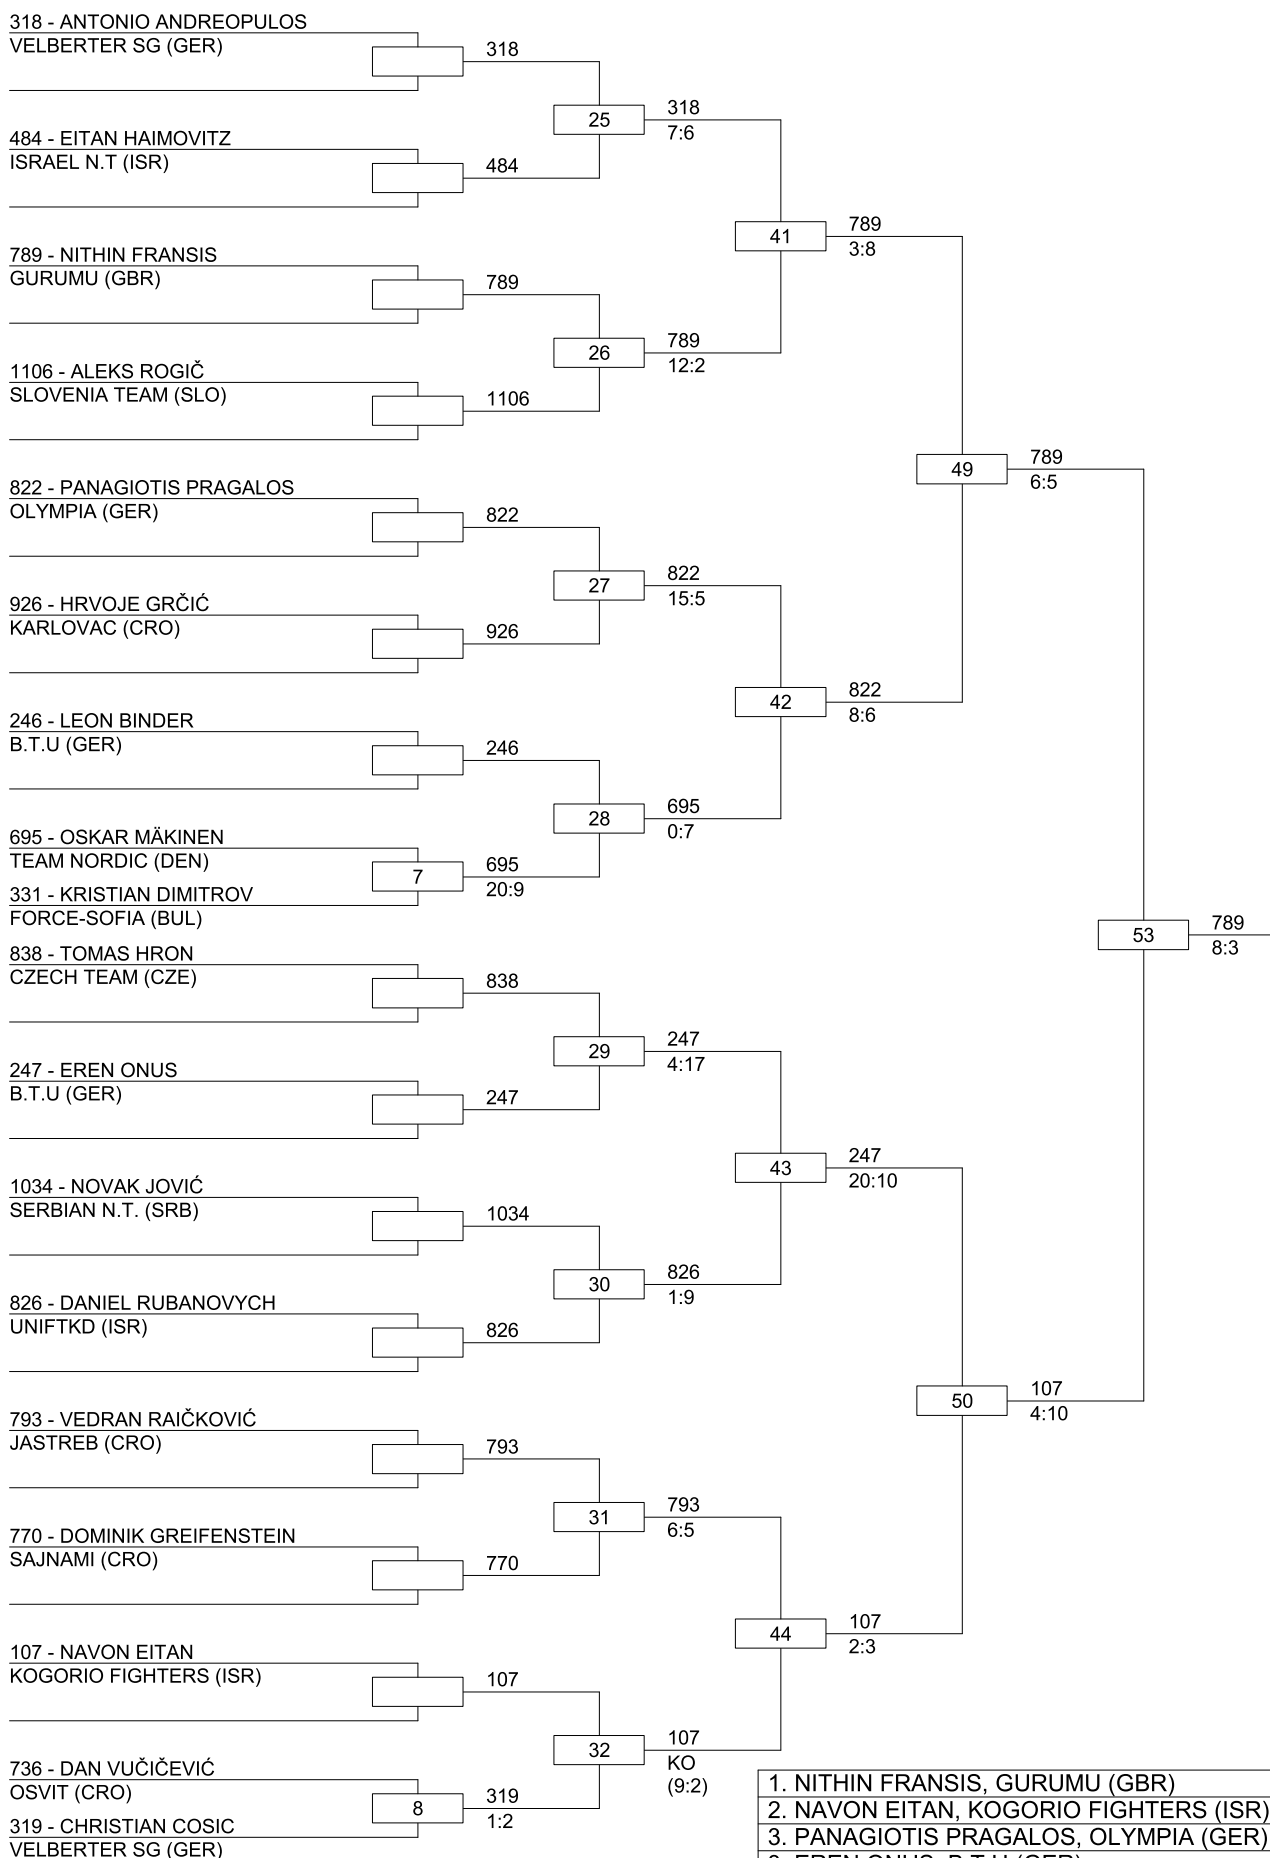 318 - ANTONIO ANDREOPULOS
VELBERTER SG (GER)
318
25
318
7:6
484 - EITAN HAIMOVITZ
ISRAEL N.T (ISR)
484
41
789
3:8
789 - NITHIN FRANSIS
GURUMU (GBR)
789
26
789
12:2
1106 - ALEKS ROGIČ
SLOVENIA TEAM (SLO)
1106
49
789
6:5
822 - PANAGIOTIS PRAGALOS
OLYMPIA (GER)
822
27
822
15:5
926 - HRVOJE GRČIĆ
KARLOVAC (CRO)
926
42
822
8:6
246 - LEON BINDER
B.T.U (GER)
246
28
695
0:7
695 - OSKAR MÄKINEN
TEAM NORDIC (DEN)
7
695
20:9
331 - KRISTIAN DIMITROV
FORCE-SOFIA (BUL)
53
789
8:3
838 - TOMAS HRON
CZECH TEAM (CZE)
838
29
247
4:17
247 - EREN ONUS
B.T.U (GER)
247
43
247
20:10
1034 - NOVAK JOVIĆ
SERBIAN N.T. (SRB)
1034
30
826
1:9
826 - DANIEL RUBANOVYCH
UNIFTKD (ISR)
826
50
107
4:10
793 - VEDRAN RAIČKOVIĆ
JASTREB (CRO)
793
31
793
6:5
770 - DOMINIK GREIFENSTEIN
SAJNAMI (CRO)
770
44
107
2:3
107 - NAVON EITAN
KOGORIO FIGHTERS (ISR)
107
32
107
KO
(9:2)
736 - DAN VUČIČEVIĆ
OSVIT (CRO)
8
319
1:2
319 - CHRISTIAN COSIC
VELBERTER SG (GER)
1. NITHIN FRANSIS, GURUMU (GBR)
2. NAVON EITAN, KOGORIO FIGHTERS (ISR)
3. PANAGIOTIS PRAGALOS, OLYMPIA (GER)
EREN ONUS, B.T.U (GER)